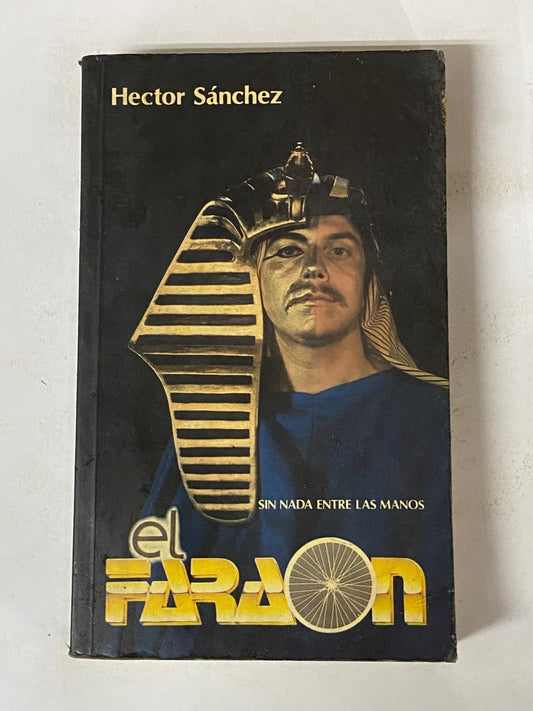 Hector Sánchez
SIN NADA ENTRE LAS MANOS
el
FARAON